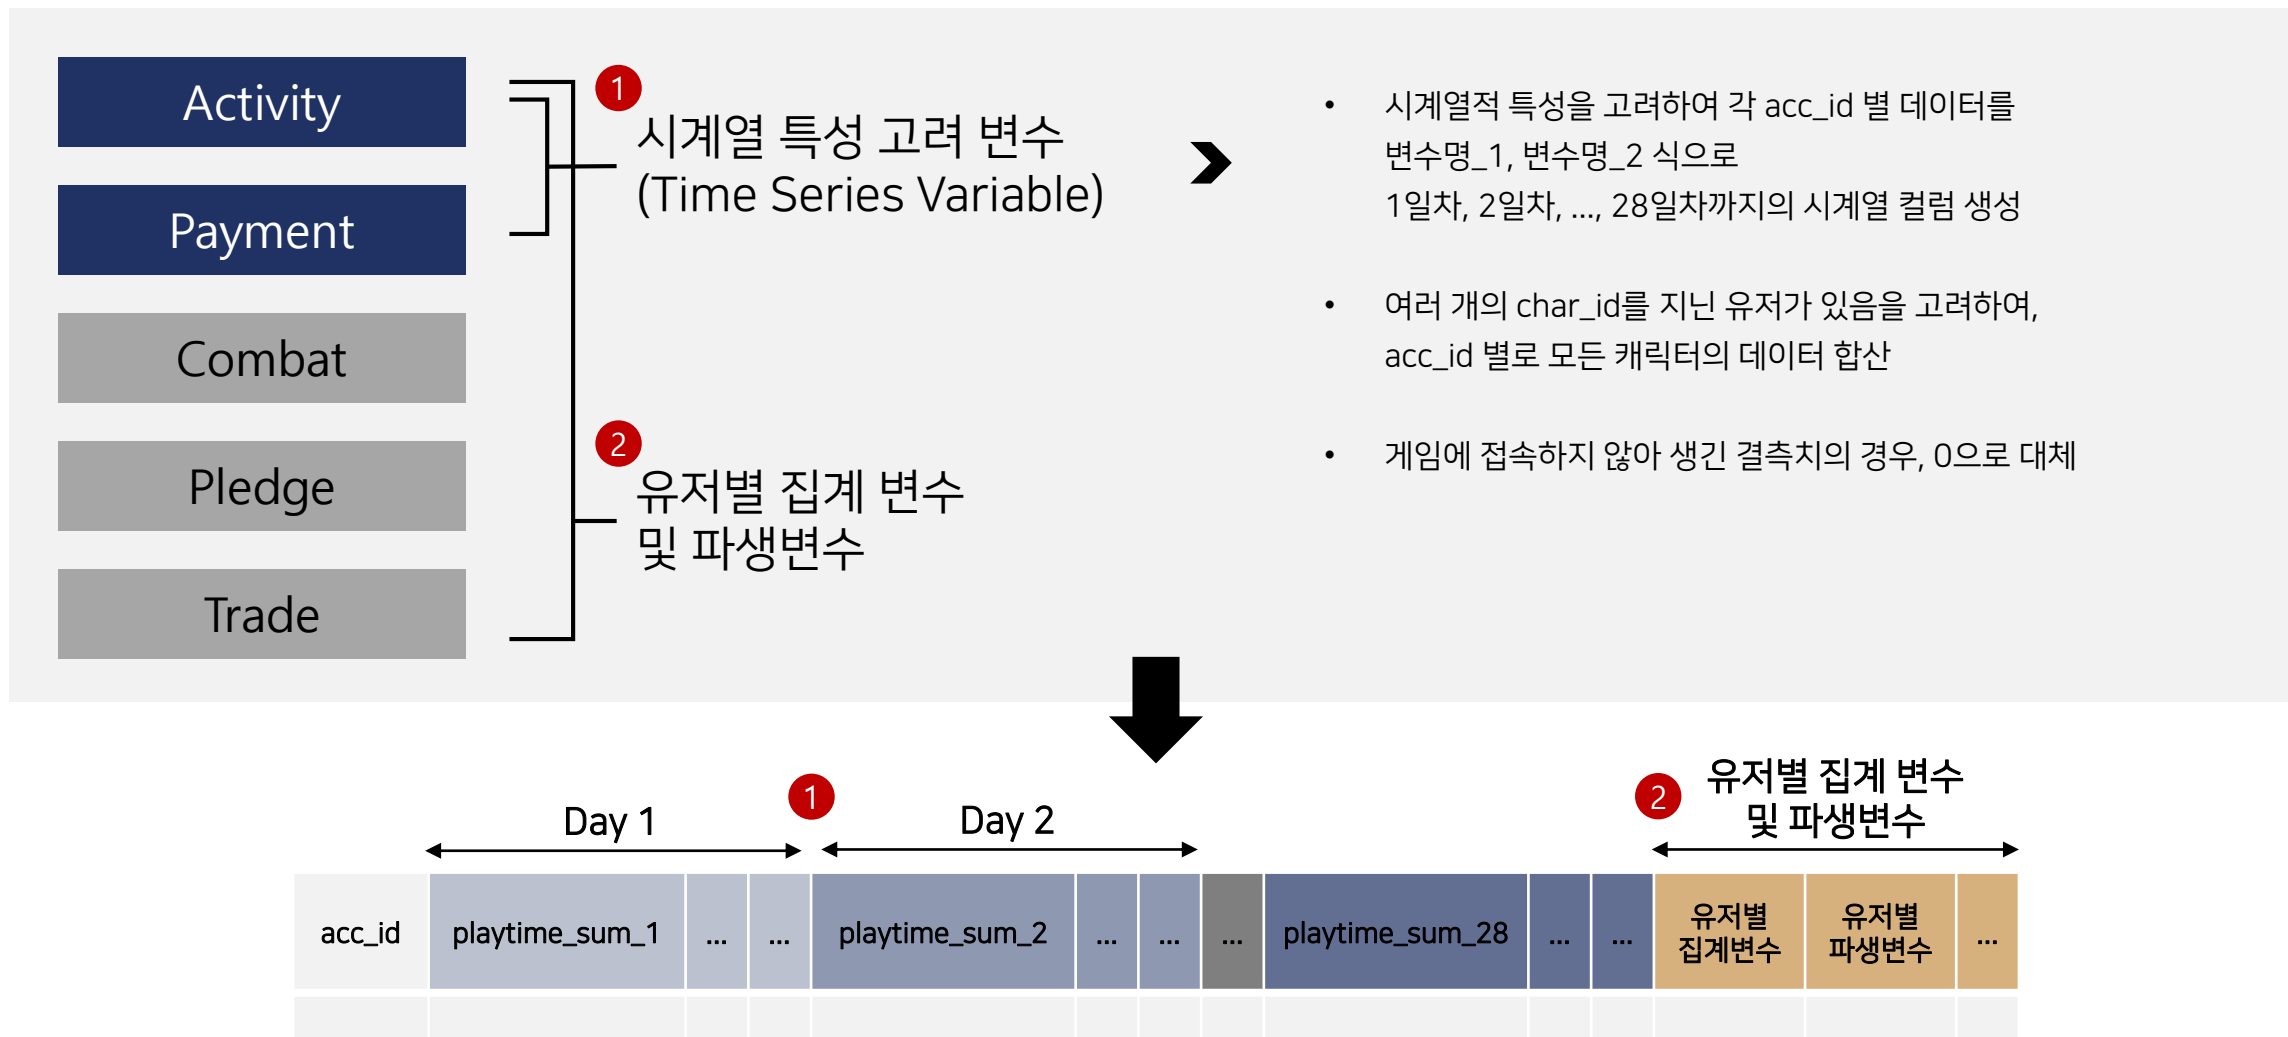 Activity
Payment
Combat
Pledge
Trade
1
시계열 특성 고려 변수
(Time Series Variable)
2
유저별 집계 변수
및 파생변수
• 시계열적 특성을 고려하여 각 acc_id 별 데이터를
변수명_1, 변수명_2 식으로
1일차, 2일차, ..., 28일차까지의 시계열 컬럼 생성
• 여러 개의 char_id를 지닌 유저가 있음을 고려하여,
acc_id 별로 모든 캐릭터의 데이터 합산
• 게임에 접속하지 않아 생긴 결측치의 경우, 0으로 대체
Day 1
1
Day 2
2
유저별 집계 변수
및 파생변수
acc_id
playtime_sum_1
...
...
playtime_sum_2
...
...
...
playtime_sum_28
...
...
유저별
집계변수
유저별
파생변수
...